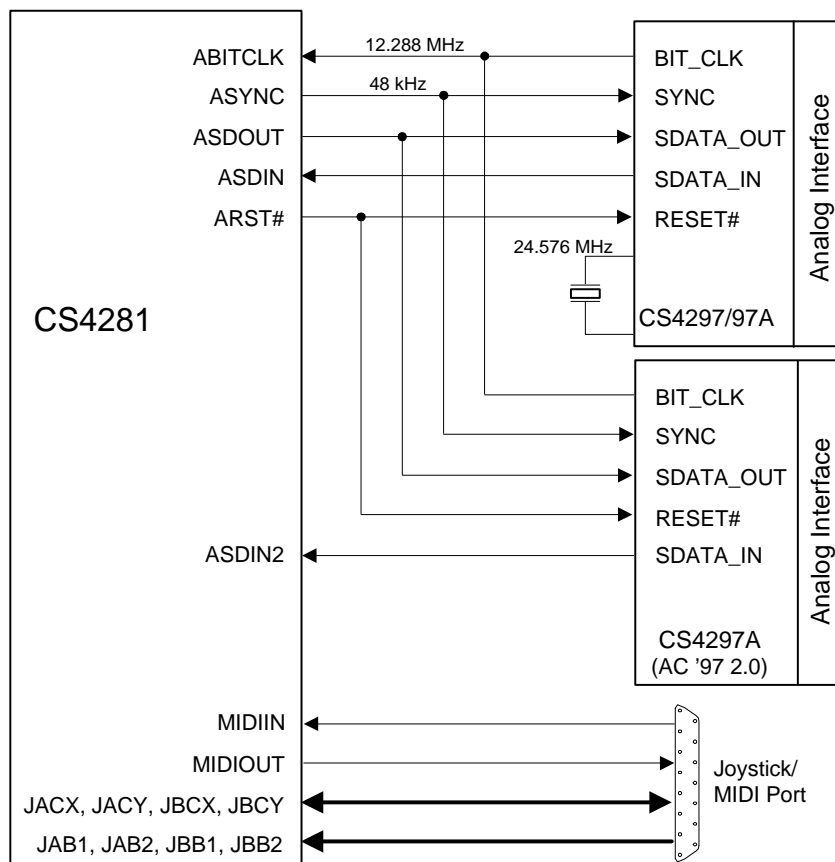 ABITCLK
ASYNC
ASDOUT
ASDIN
ARST#
CS4281
ASDIN2
MIDIIN
MIDIOUT
JACX, JACY, JBCX, JBCY
JAB1, JAB2, JBB1, JBB2
12.288 MHz
48 kHz
24.576 MHz
BIT_CLK
SYNC
SDATA_OUT
SDATA_IN
RESET#
CS4297/97A
Analog Interface
BIT_CLK
SYNC
SDATA_OUT
RESET#
SDATA_IN
CS4297A
(AC '97 2.0)
Analog Interface
Joystick/
MIDI Port